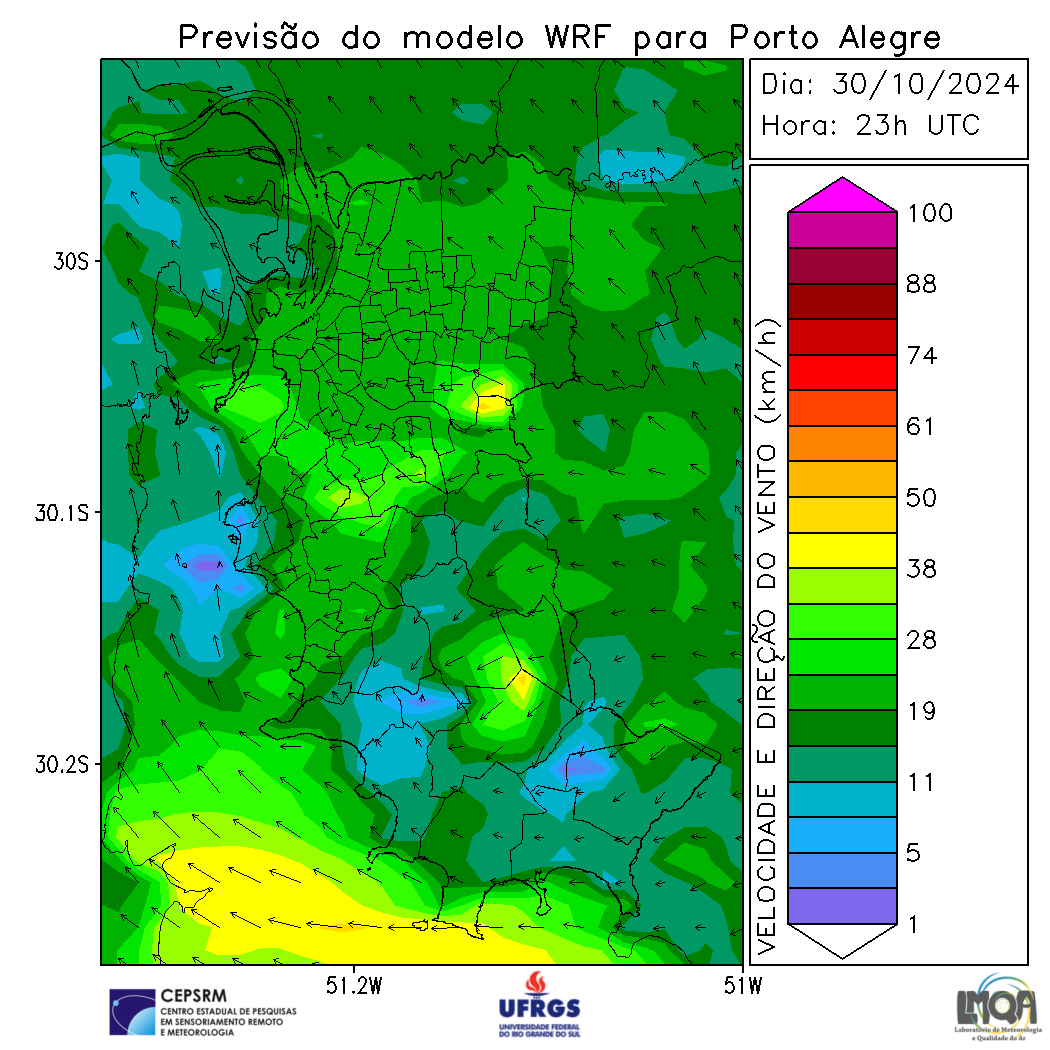 Previsão do modelo WRF para Porto Alegre
Dia: 30/10/2024
Hora: 23h UTC
30S
30.1S
30.2S
51.2W
51W
VELOCIDADE E DIREÇÃO DO VENTO (km/h)
100
88
74
61
50
38
28
19
11
5
1
CEPSRM
CENTRO ESTADUAL DE PESQUISAS
EM SENSORIAMENTO REMOTO
E METEOROLOGIA
UFRGS
UNIVERSIDADE FEDERAL
DO RIO GRANDE DO SUL
LMQA
Laboratório de Meteorologia
e Qualidade do Ar